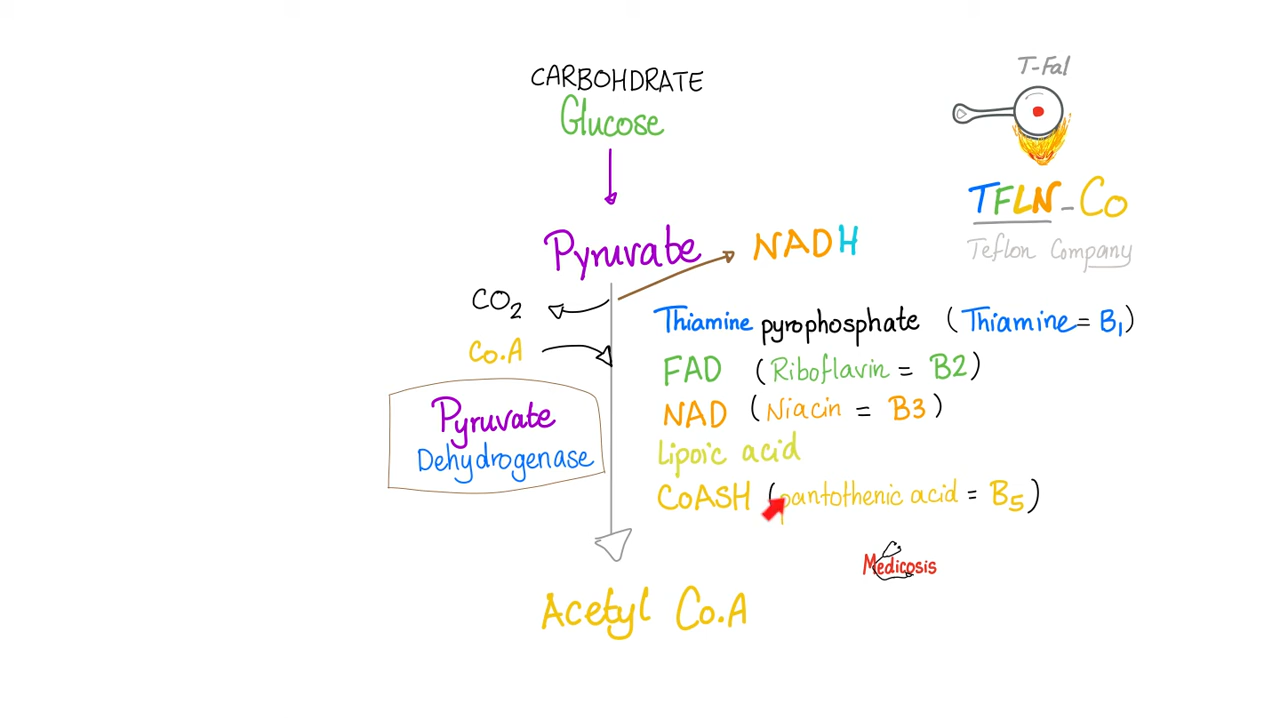 CARBOHDRATE
Glucose
T-Fal
TFLN-Co
Teflon Company
Pyruvate
NADH
CO2
Co.A
Thiamine pyrophosphate (Thiamine = B1)
FAD (Riboflavin = B2)
NAD (Niacin = B3)
Lipoic acid
CoASH (pantothenic acid = B5)
Pyruvate
Dehydrogenase
Medicosis
Acetyl Co.A